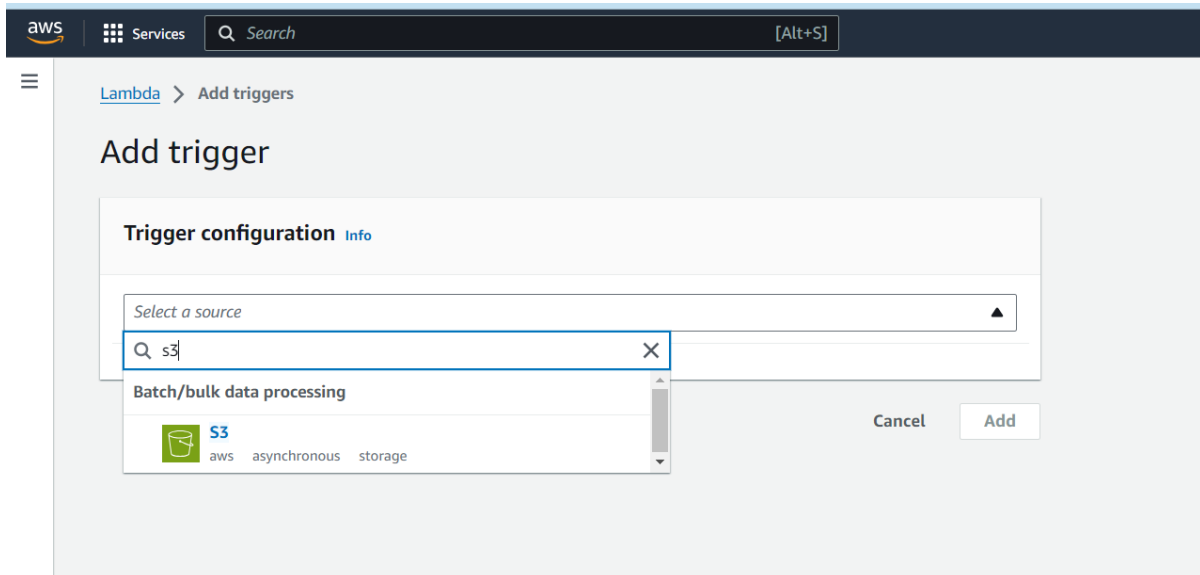 aws Services Search [Alt+S]
Lambda > Add triggers
Add trigger
Trigger configuration Info
Select a source
s3
Batch/bulk data processing
S3
aws asynchronous storage
Cancel Add